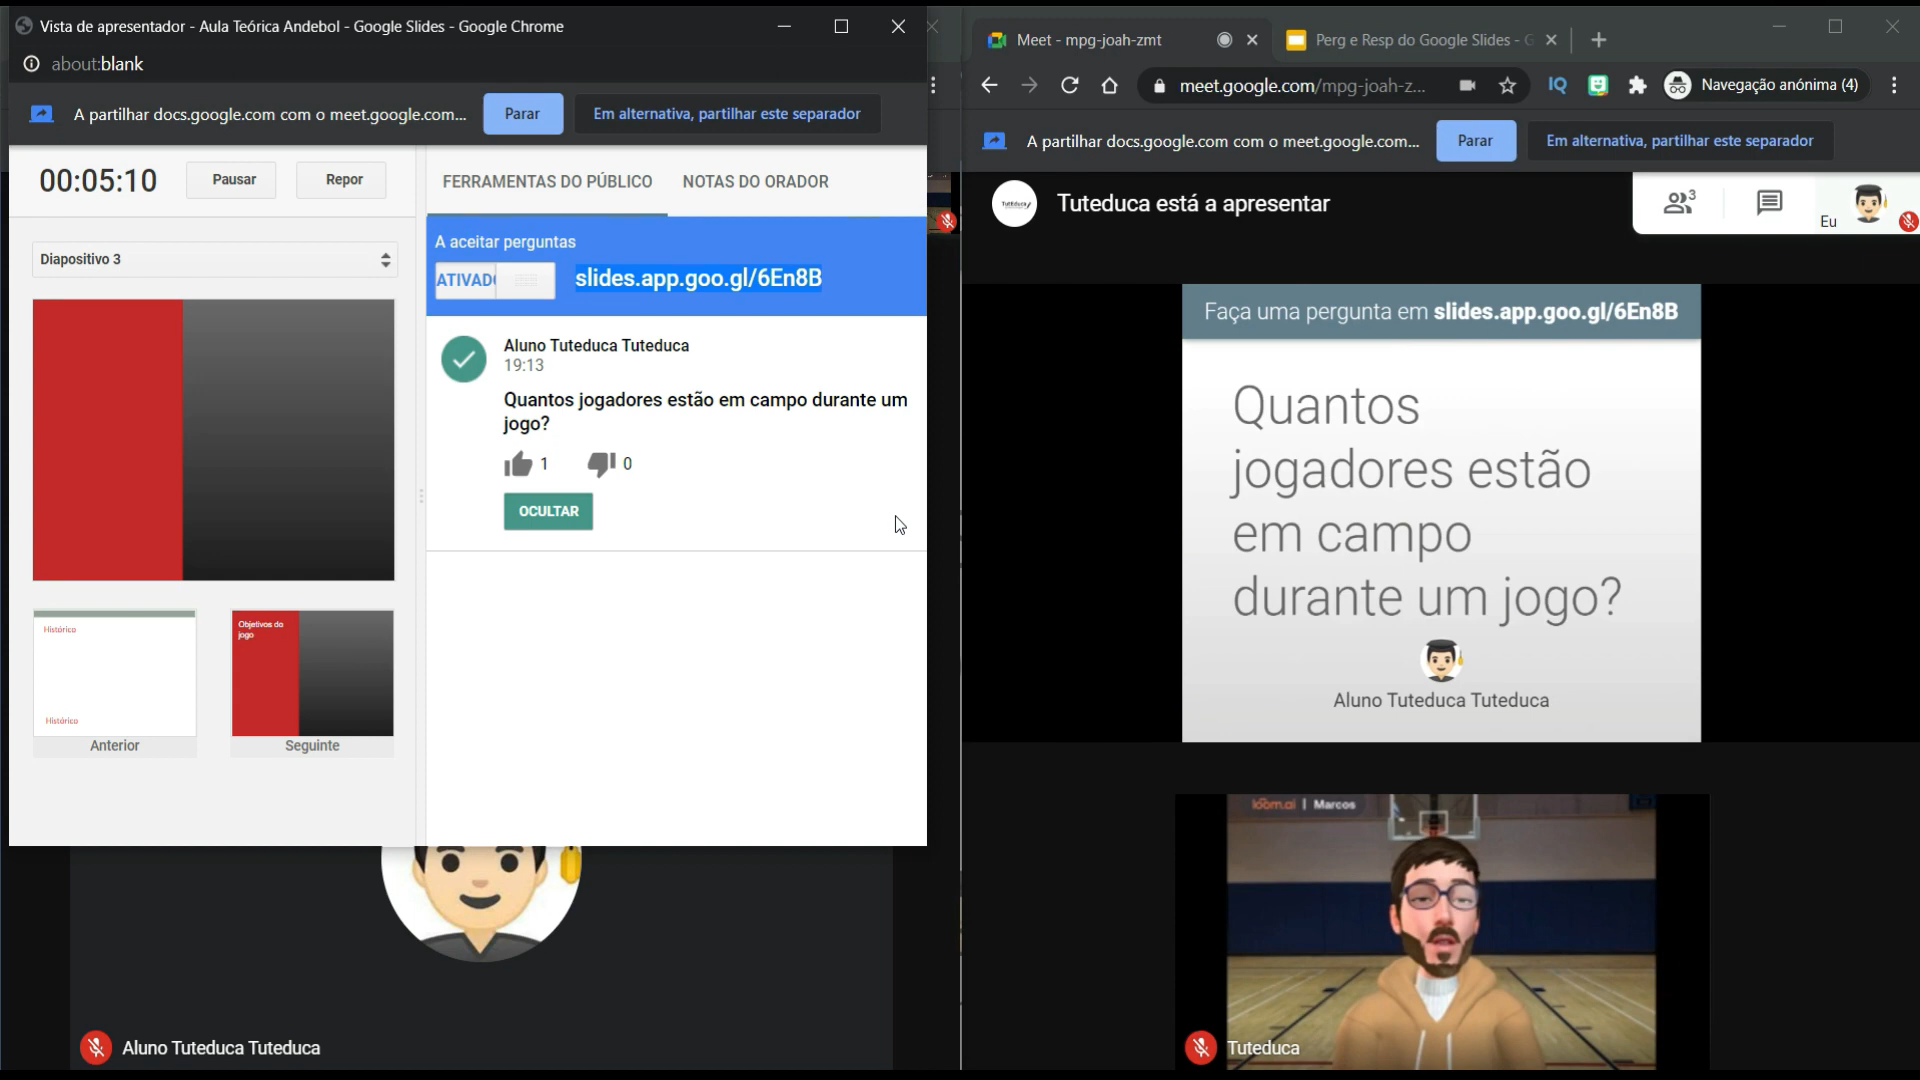 Vista de apresentador - Aula Teórica Andebol - Google Slides - Google Chrome
about:blank
A partilhar docs.google.com com o meet.google.com...
Parar
Em alternativa, partilhar este separador
00:05:10
Pausar
Repor
FERRAMENTAS DO PÚBLICO
NOTAS DO ORADOR
Diapositivo 3
A aceitar perguntas
ATIVADO
slides.app.goo.gl/6En8B
Aluno Tuteduca Tuteduca
19:13
Quantos jogadores estão em campo durante um
jogo?
1
0
OCULTAR
Histórico
Histórico
Anterior
Objetivos do
jogo
Seguinte
Aluno Tuteduca Tuteduca
Meet - mpg-joah-zmt
Perg e Resp do Google Slides - G
meet.google.com/mpg-joah-z...
IQ
Navegação anónima (4)
A partilhar docs.google.com com o meet.google.com...
Parar
Em alternativa, partilhar este separador
TutEduca
Tuteduca está a apresentar
3
Eu
Faça uma pergunta em slides.app.goo.gl/6En8B
Quantos
jogadores estão
em campo
durante um jogo?
Aluno Tuteduca Tuteduca
loom.ai | Marcos
Tuteduca